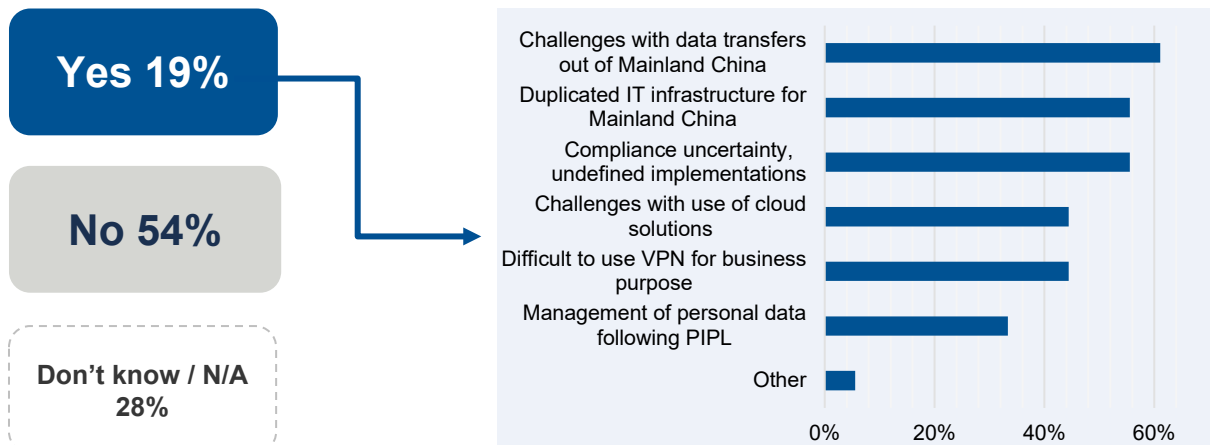 Yes 19%
No 54%
Don’t know / N/A
28%
Challenges with data transfers
out of Mainland China
Duplicated IT infrastructure for
Mainland China
Compliance uncertainty,
undefined implementations
Challenges with use of cloud
solutions
Difficult to use VPN for business
purpose
Management of personal data
following PIPL
Other
0% 20% 40% 60%